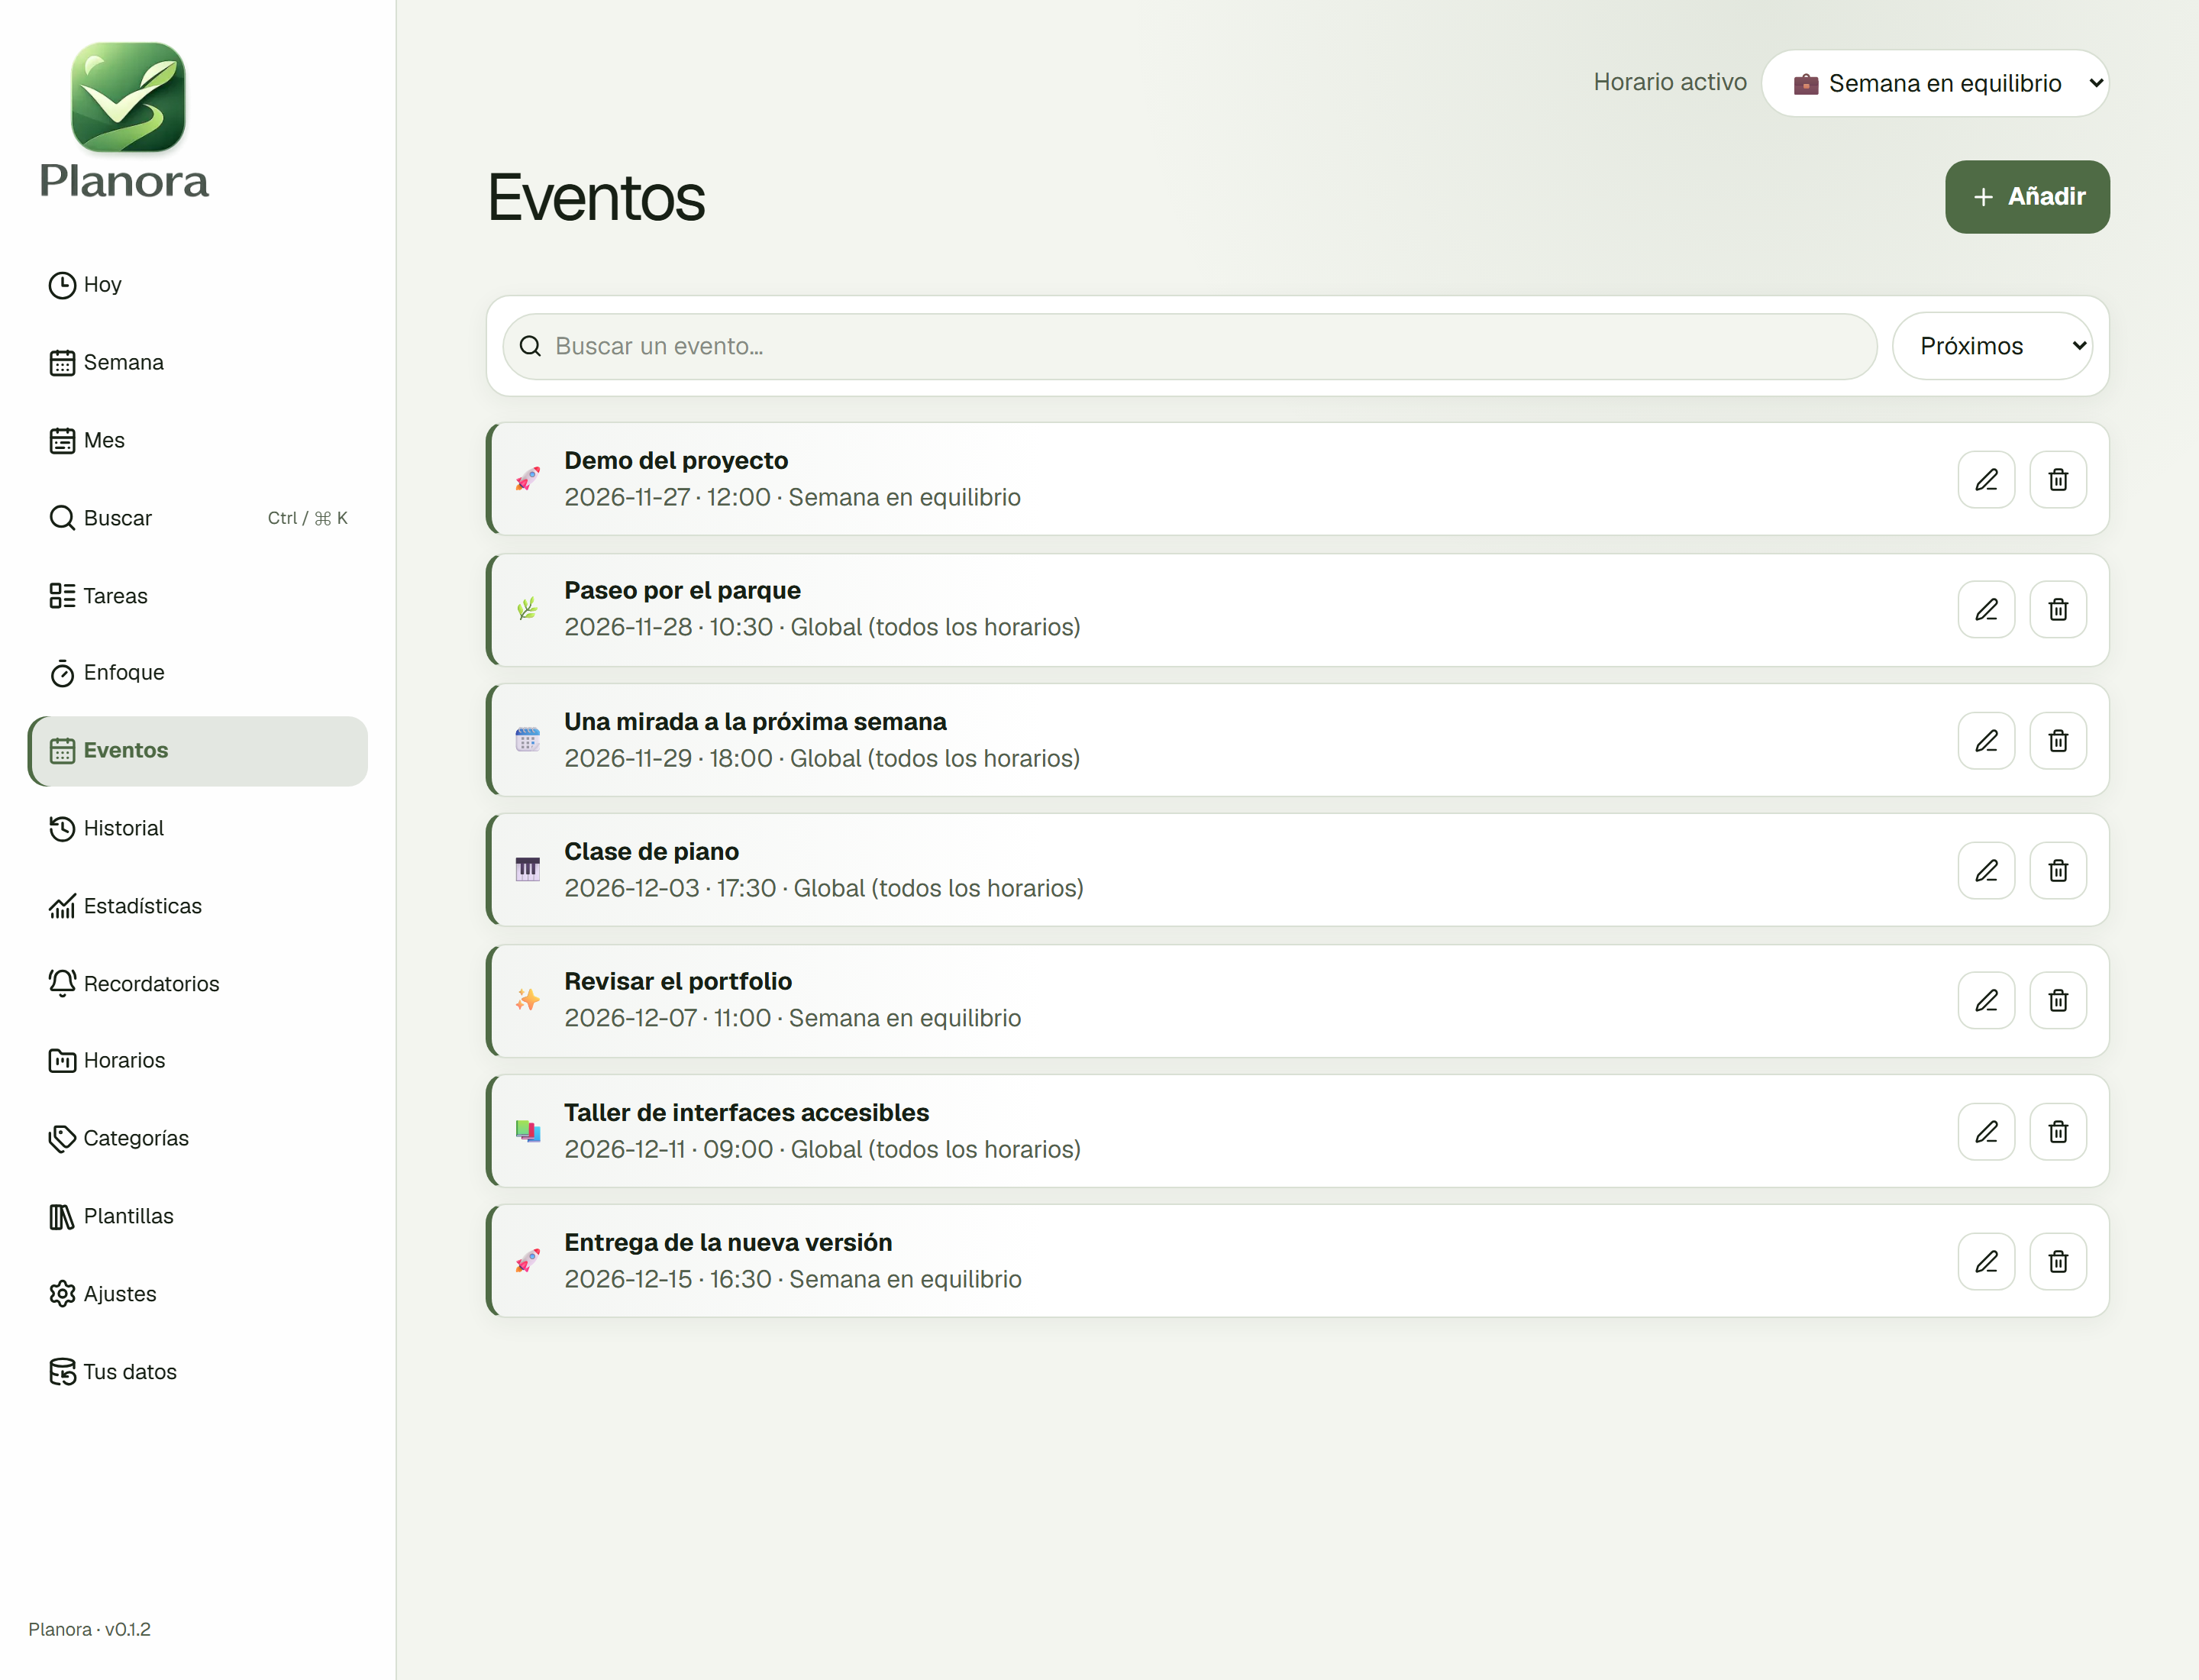 Planora
Hoy
Semana
Mes
Buscar Ctrl / ⌘ K
Tareas
Enfoque
Eventos
Historial
Estadísticas
Recordatorios
Horarios
Categorías
Plantillas
Ajustes
Tus datos
Planora · v0.1.2
Horario activo
Semana en equilibrio
Eventos
+ Añadir
Buscar un evento...
Próximos
Demo del proyecto
2026-11-27 · 12:00 · Semana en equilibrio
Paseo por el parque
2026-11-28 · 10:30 · Global (todos los horarios)
Una mirada a la próxima semana
2026-11-29 · 18:00 · Global (todos los horarios)
Clase de piano
2026-12-03 · 17:30 · Global (todos los horarios)
Revisar el portfolio
2026-12-07 · 11:00 · Semana en equilibrio
Taller de interfaces accesibles
2026-12-11 · 09:00 · Global (todos los horarios)
Entrega de la nueva versión
2026-12-15 · 16:30 · Semana en equilibrio